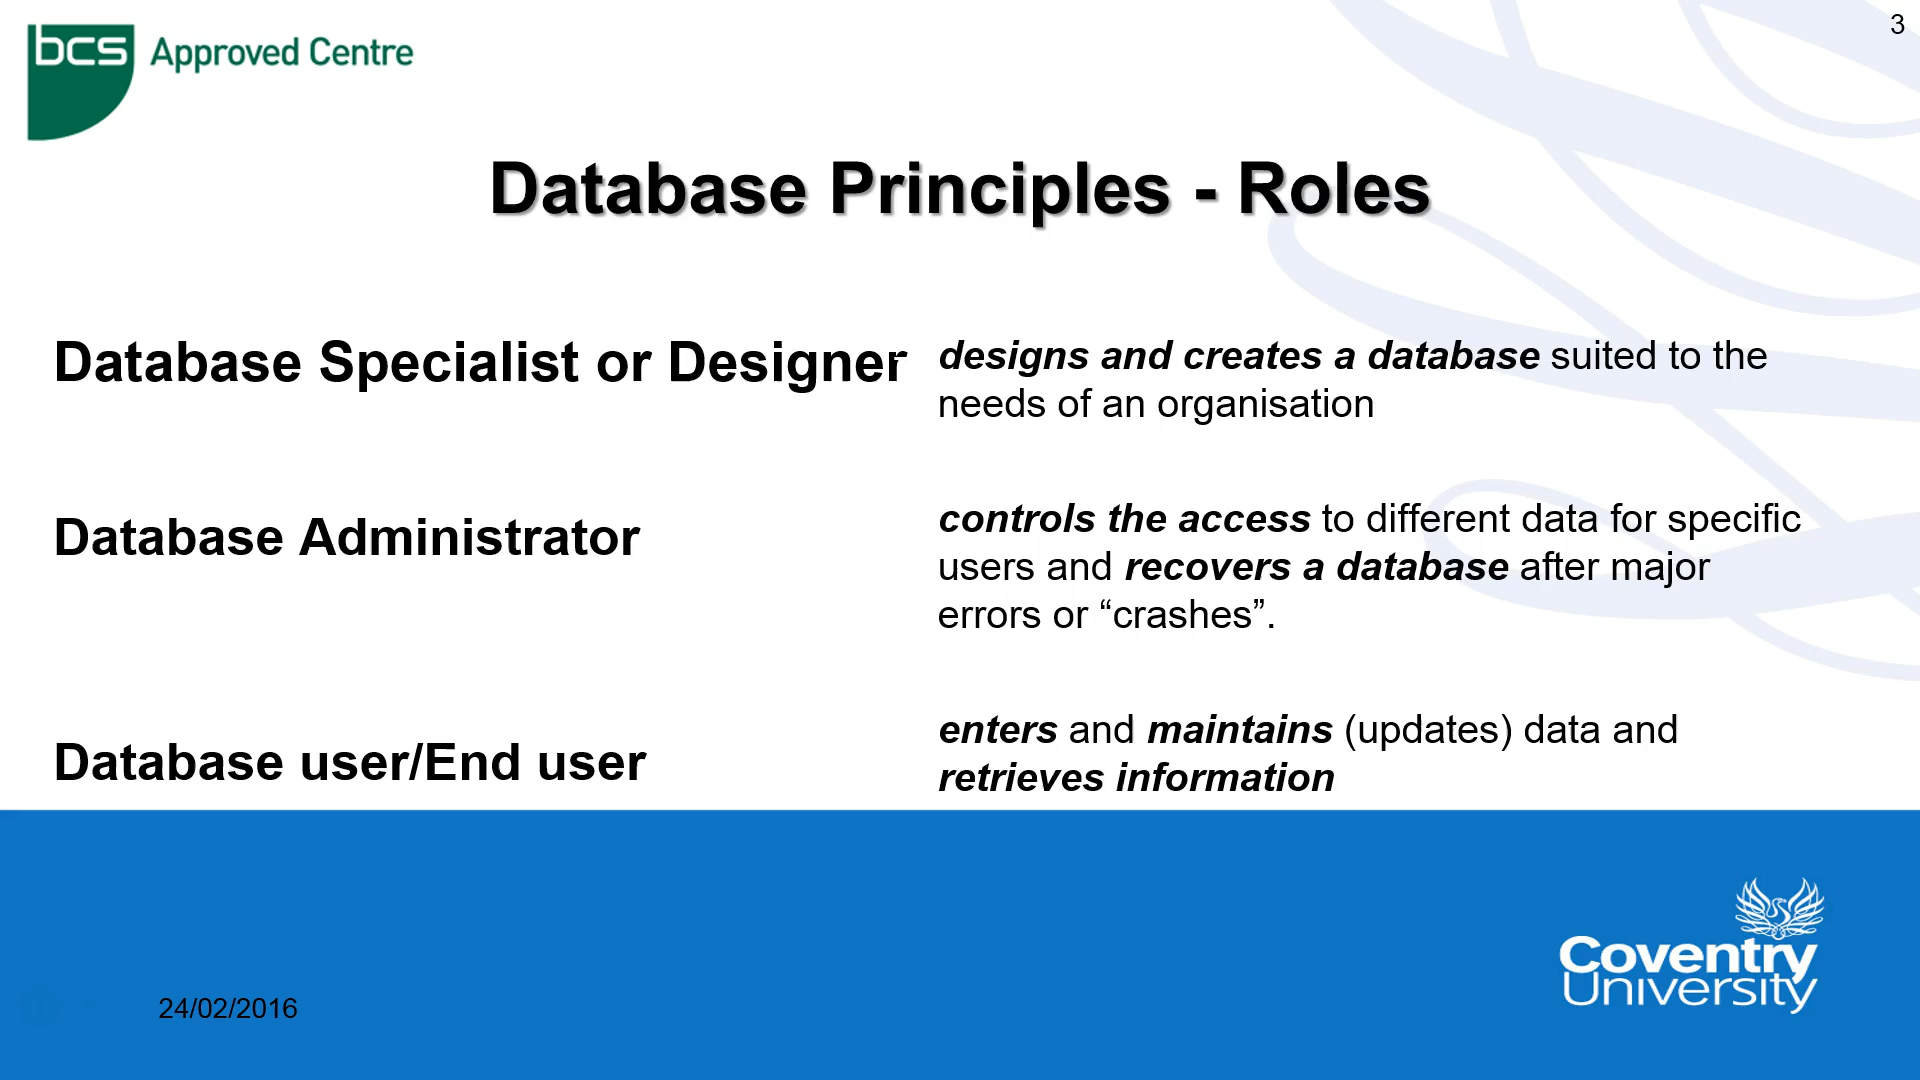 3
bcs Approved Centre
Database Principles - Roles
Database Specialist or Designer
designs and creates a database suited to the
needs of an organisation
Database Administrator
controls the access to different data for specific
users and recovers a database after major
errors or “crashes”.
Database user/End user
enters and maintains (updates) data and
retrieves information
24/02/2016
Coventry
University